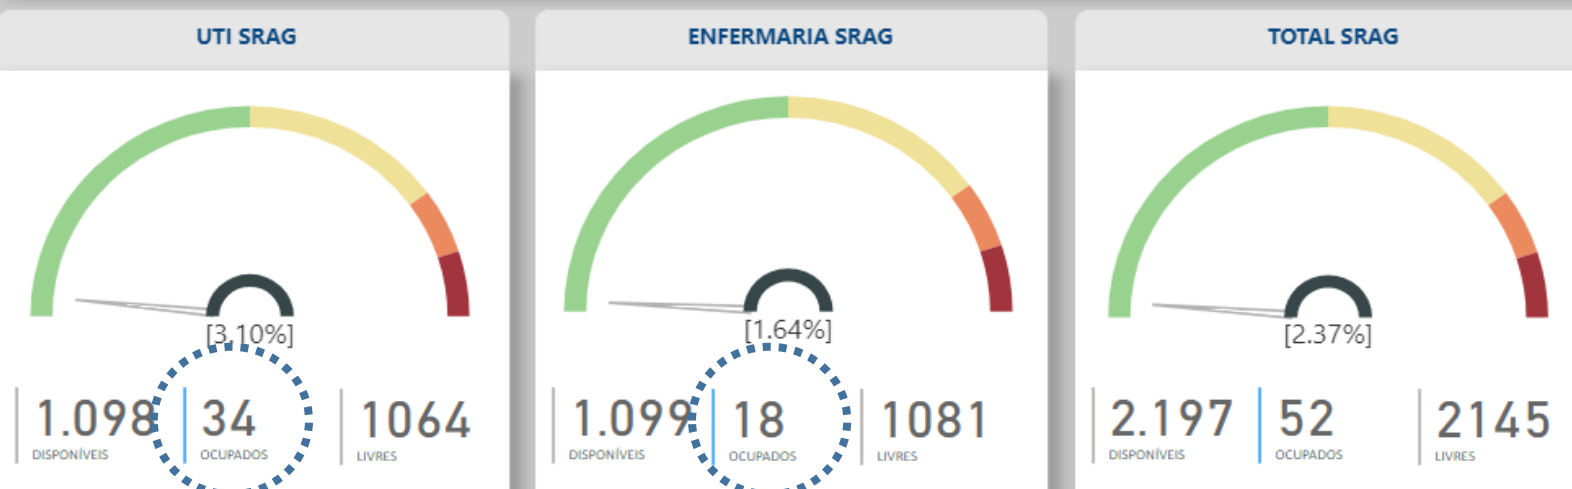 UTI SRAG
[3,10%]
1.098 34 1064
DISPONÍVEIS OCUPADOS LIVRES
ENFERMARIA SRAG
[1.64%]
1.099 18 1081
DISPONÍVEIS OCUPADOS LIVRES
TOTAL SRAG
[2.37%]
2.197 52 2145
DISPONÍVEIS OCUPADOS LIVRES